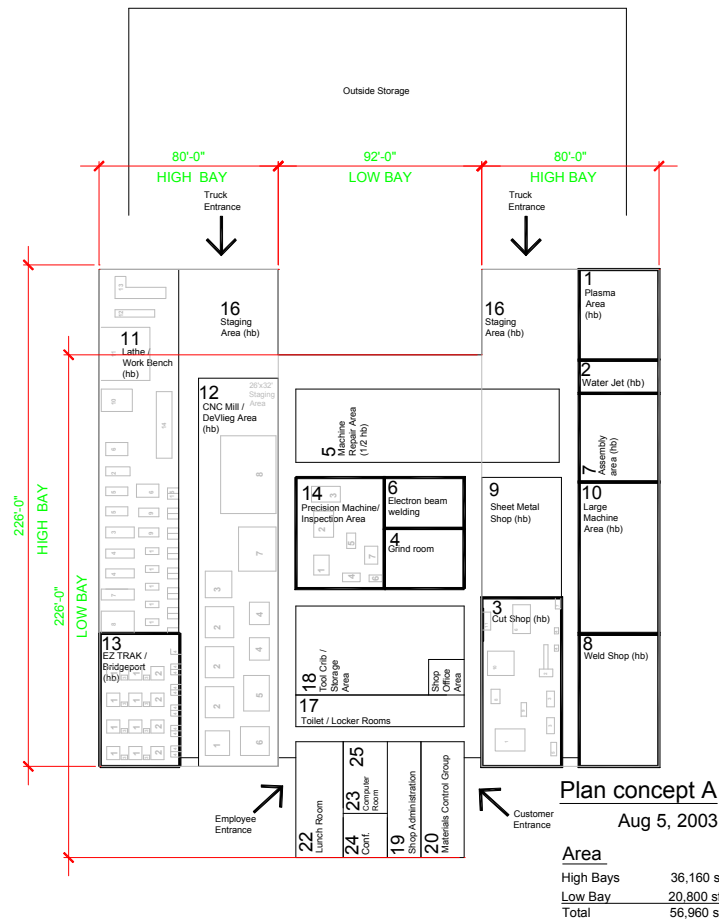 Outside Storage
80'-0"
92'-0"
80'-0"
HIGH BAY
LOW BAY
HIGH BAY
Truck
Entrance
Truck
Entrance
16
Staging
Area (hb)
16
Staging
Area (hb)
1
Plasma
Area
(hb)
13
12
11
Lathe /
Work Bench
(hb)
2
Water Jet (hb)
12
CNC Mill /
DeVlieg Area
(hb)
26'x32'
Staging
Area
10
14
8
5
Machine
Repair Area
(1/2 hb)
7
Assembly
area (hb)
14
Precision Machine/
Inspection Area
6
Electron beam
welding
4
Grind room
9
Sheet Metal
Shop (hb)
10
Large
Machine
Area (hb)
226'-0"
HIGH BAY
226'-0"
LOW BAY
3
Cut Shop (hb)
13
EZ TRAK /
Bridgeport
(hb)
18
Tool Crib /
Storage
Area
Shop
Office
Area
8
Weld Shop (hb)
17
Toilet / Locker Rooms
22
Lunch Room
25
23
Computer
Room
24
Conf.
19
Shop Administration
20
Materials Control Group
Employee
Entrance
Customer
Entrance
Plan concept A
Aug 5, 2003
Area
High Bays 36,160 s
Low Bay 20,800 sf
Total 56,960 s